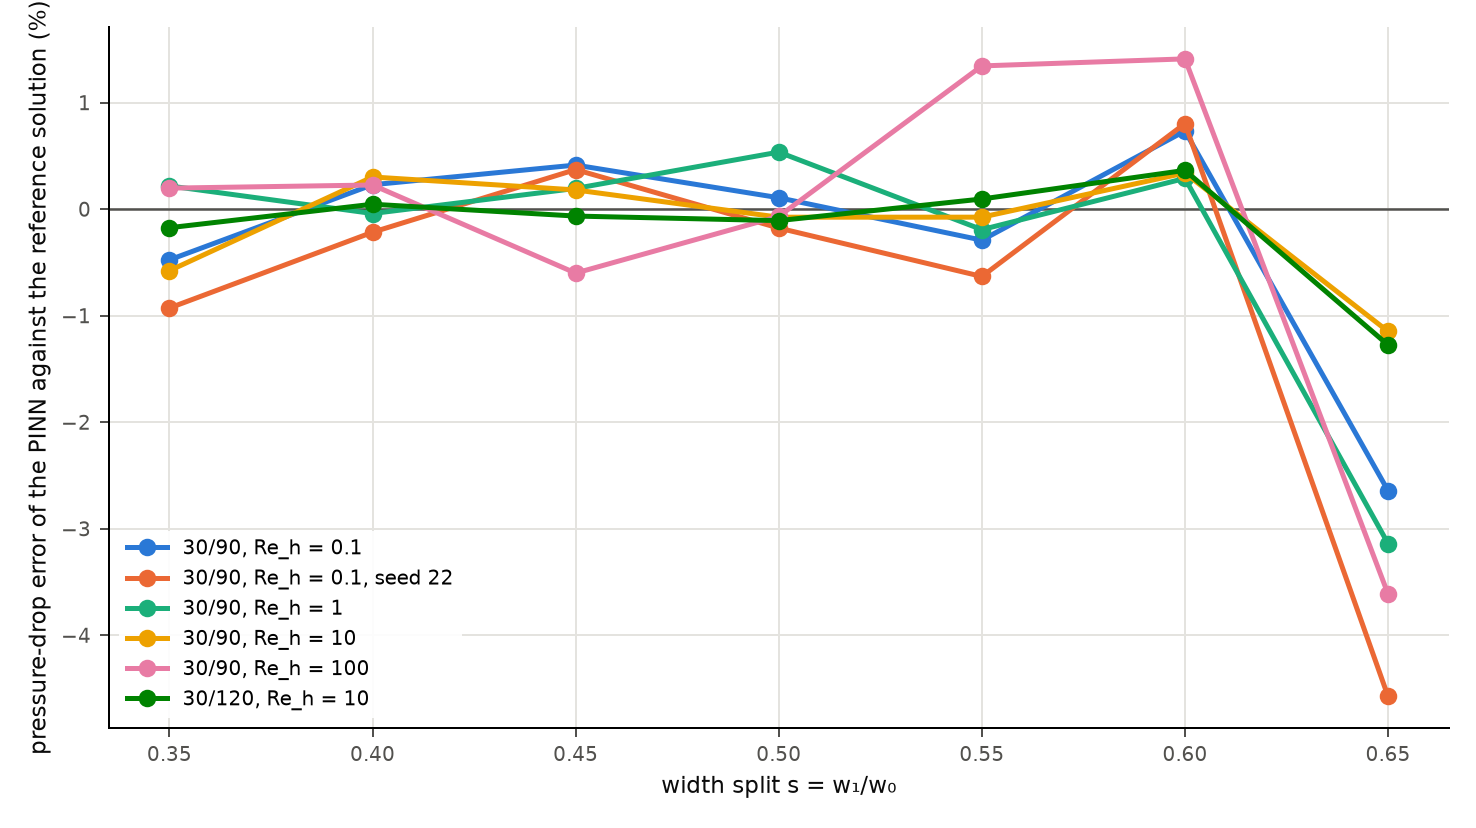 pressure-drop error of the PINN against the reference solution (%)
1
0
−1
−2
−3
−4
30/90, Re_h = 0.1
30/90, Re_h = 0.1, seed 22
30/90, Re_h = 1
30/90, Re_h = 10
30/90, Re_h = 100
30/120, Re_h = 10
0.35 0.40 0.45 0.50 0.55 0.60 0.65
width split s = w₁/w₀